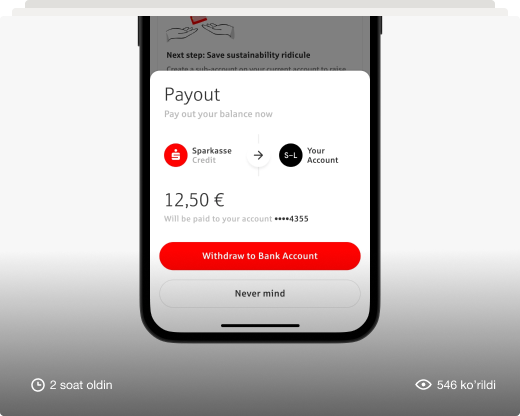 Next step: Save sustainability ridicule
Create a sub-account on your current account to raise
Payout
Pay out your balance now
Sparkasse
Credit
S–L
Your
Account
12,50 €
Will be paid to your account ••••4355
Withdraw to Bank Account
Never mind
2 soat oldin
546 ko'rildi